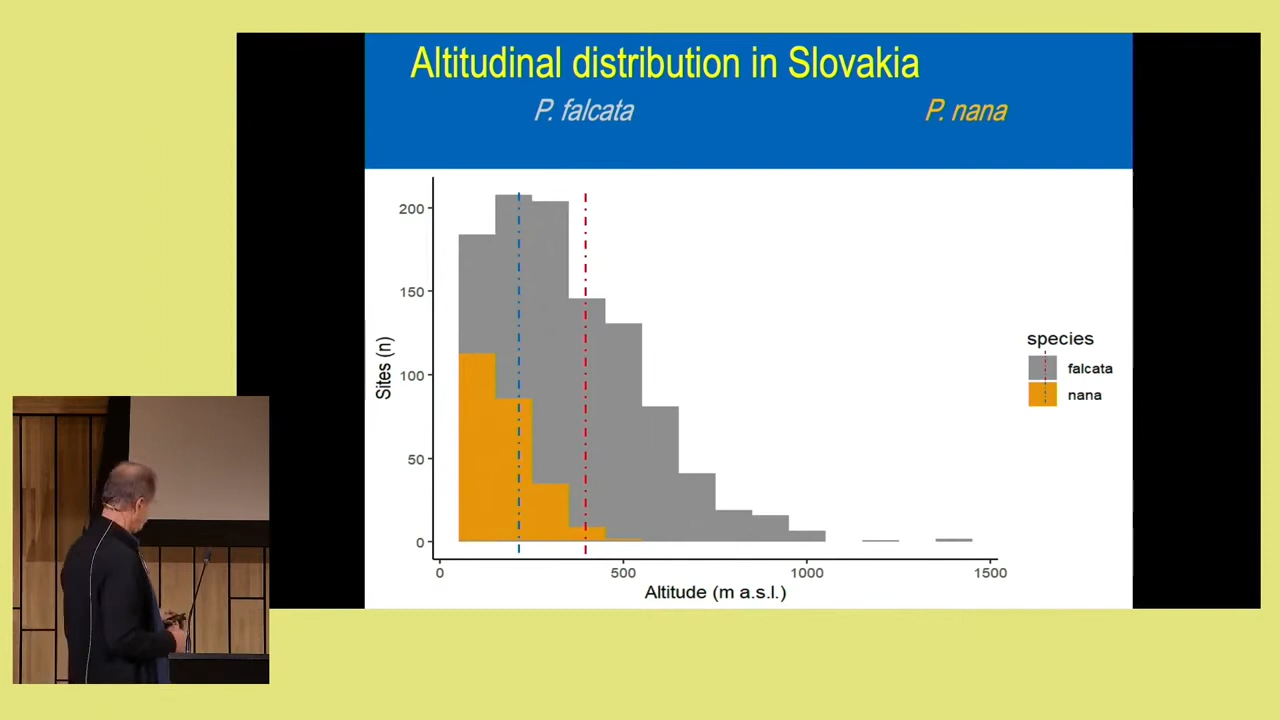 Altitudinal distribution in Slovakia
P. falcata P. nana
200
150
100
50
0
Sites (n)
0 500 1000 1500
Altitude (m a.s.l.)
species
falcata
nana